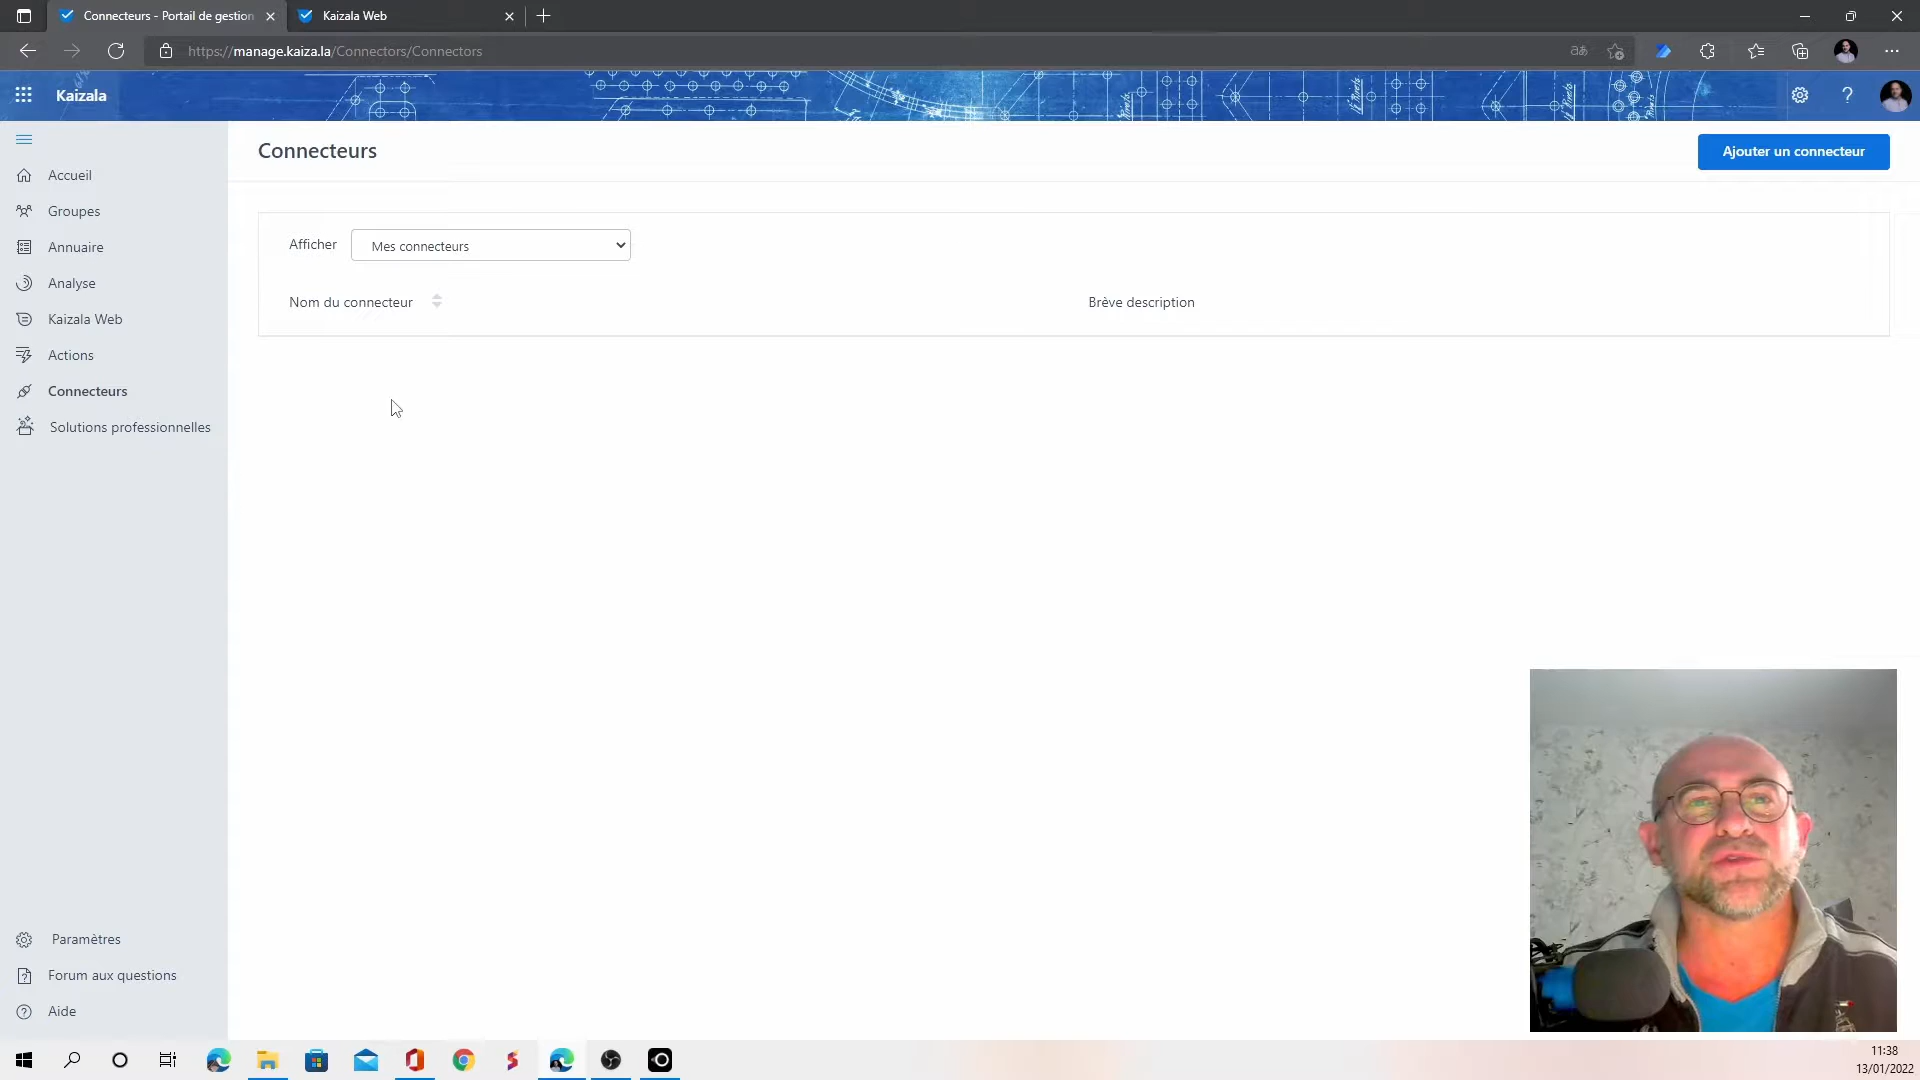 Connecteurs - Portail de gestion
Kaizala Web
https://manage.kaiza.la/Connectors/Connectors
Kaizala
Accueil
Groupes
Annuaire
Analyse
Kaizala Web
Actions
Connecteurs
Solutions professionnelles
Paramètres
Forum aux questions
Aide
Connecteurs
Ajouter un connecteur
Afficher
Mes connecteurs
Nom du connecteur
Brève description
11:38
13/01/2022